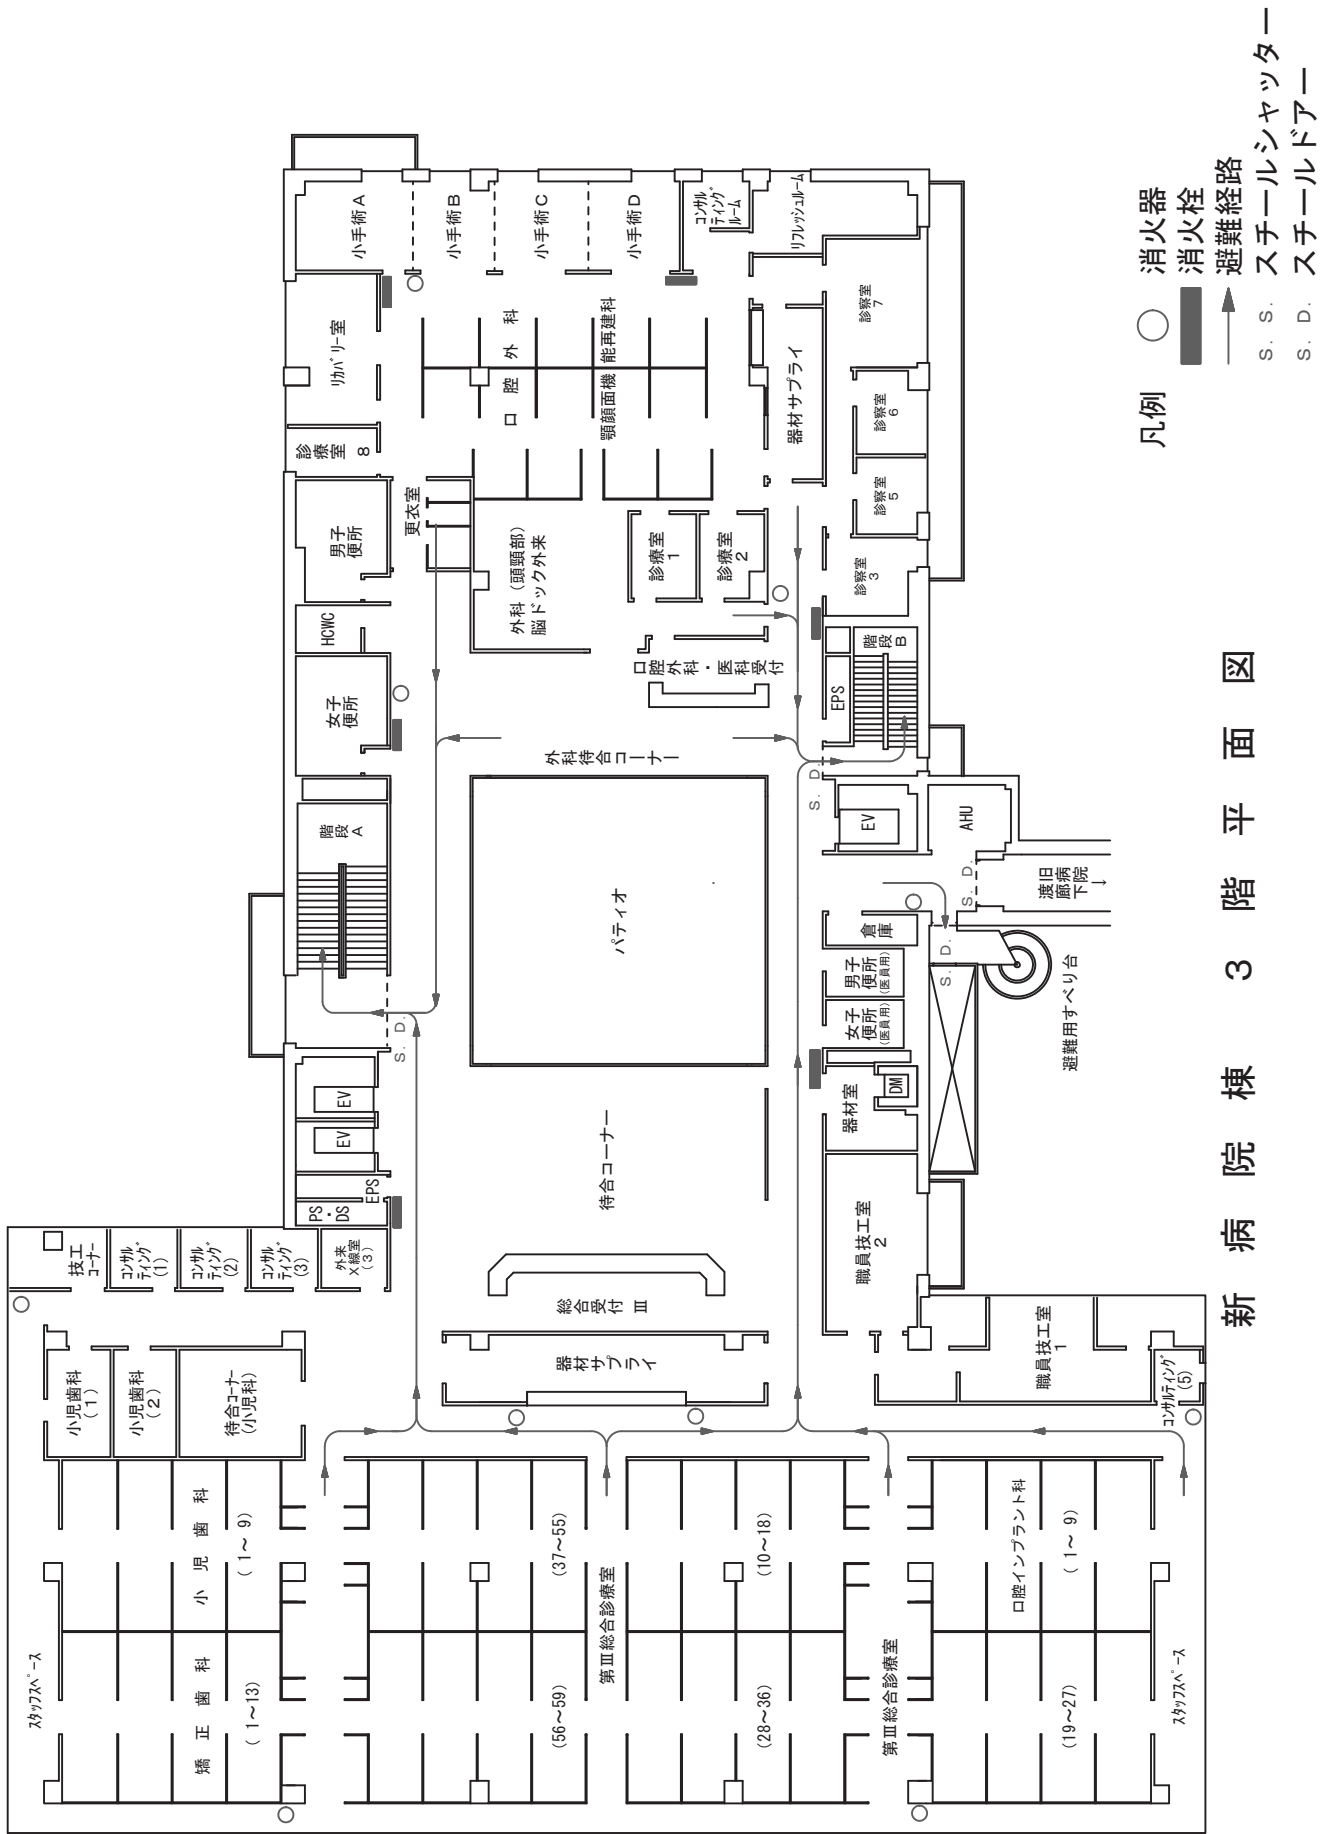 新病院棟 3階平面図
凡例
消火器
消火栓
避難経路
S. S. スチールシャッター
S. D. スチールドアー
スタッフスペース
技工
コーナー
コンサル
ティング
(1)
コンサル
ティング
(2)
コンサル
ティング
(3)
外来
X線室
(3)
PS・DS
EPS
EV
EV
S. D.
階段A
女子
便所
HCWC
男子
便所
更衣室
診療室
8
リカバリー室
小手術A
小手術B
小手術C
小手術D
コンサル
ティング
ルーム
リフレッシュルーム
小児歯科
(1)
小児歯科
(2)
待合コーナー
(小児科)
矯正歯科
(1~13)
小児歯科
(1~ 9)
口腔外科
顎顔面機能再建科
外科(頭頸部)
脳ドック外来
診療室
1
診療室
2
口腔外科・医科受付
外科待合コーナー
器材サプライ
診察室
7
診察室
6
診察室
5
診察室
3
階段B
EPS
S. D.
EV
AHU
S. D.
旧病院
渡廊下
→
パティオ
待合コーナー
総合受付 Ⅲ
器材サプライ
(56~59)
(37~55)
第Ⅲ総合診療室
(28~36)
(10~18)
第Ⅲ総合診療室
倉庫
S. D.
男子
便所
(医員用)
女子
便所
(医員用)
避難用すべり台
器材室
DM
職員技工室
2
職員技工室
1
コンサルティング
(5)
口腔インプラント科
(19~27)
(1~ 9)
スタッフスペース